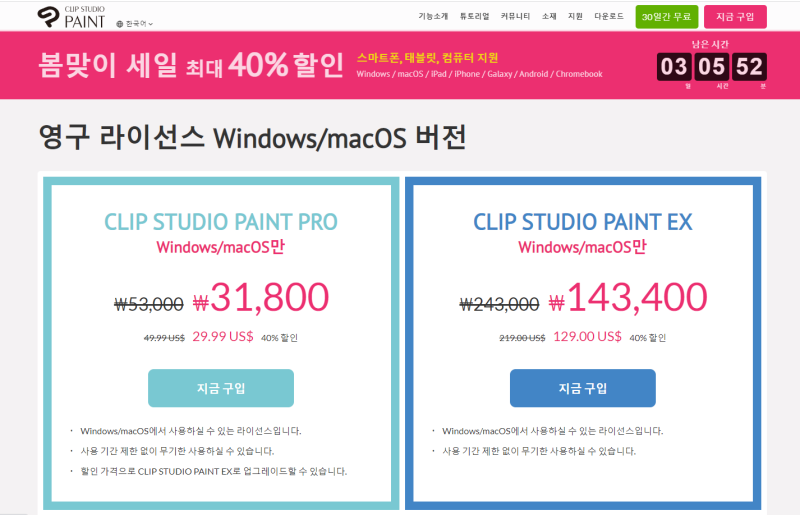 CLIP STUDIO
PAINT
한국어
기능소개 튜토리얼 커뮤니티 소재 지원 다운로드 30일간 무료 지금 구입
봄맞이 세일 최대 40% 할인
스마트폰, 태블릿, 컴퓨터 지원
Windows / macOS / iPad / iPhone / Galaxy / Android / Chromebook
남은 시간
03 05 52
일 시간 분
영구 라이선스 Windows/macOS 버전
CLIP STUDIO PAINT PRO
Windows/macOS만
₩53,000 ₩31,800
49.99 US$ 29.99 US$ 40% 할인
지금 구입
· Windows/macOS에서 사용하실 수 있는 라이선스입니다.
· 사용 기간 제한 없이 무기한 사용하실 수 있습니다.
· 할인 가격으로 CLIP STUDIO PAINT EX로 업그레이드할 수 있습니다.
CLIP STUDIO PAINT EX
Windows/macOS만
₩243,000 ₩143,400
219.00 US$ 129.00 US$ 40% 할인
지금 구입
· Windows/macOS에서 사용하실 수 있는 라이선스입니다.
· 사용 기간 제한 없이 무기한 사용하실 수 있습니다.